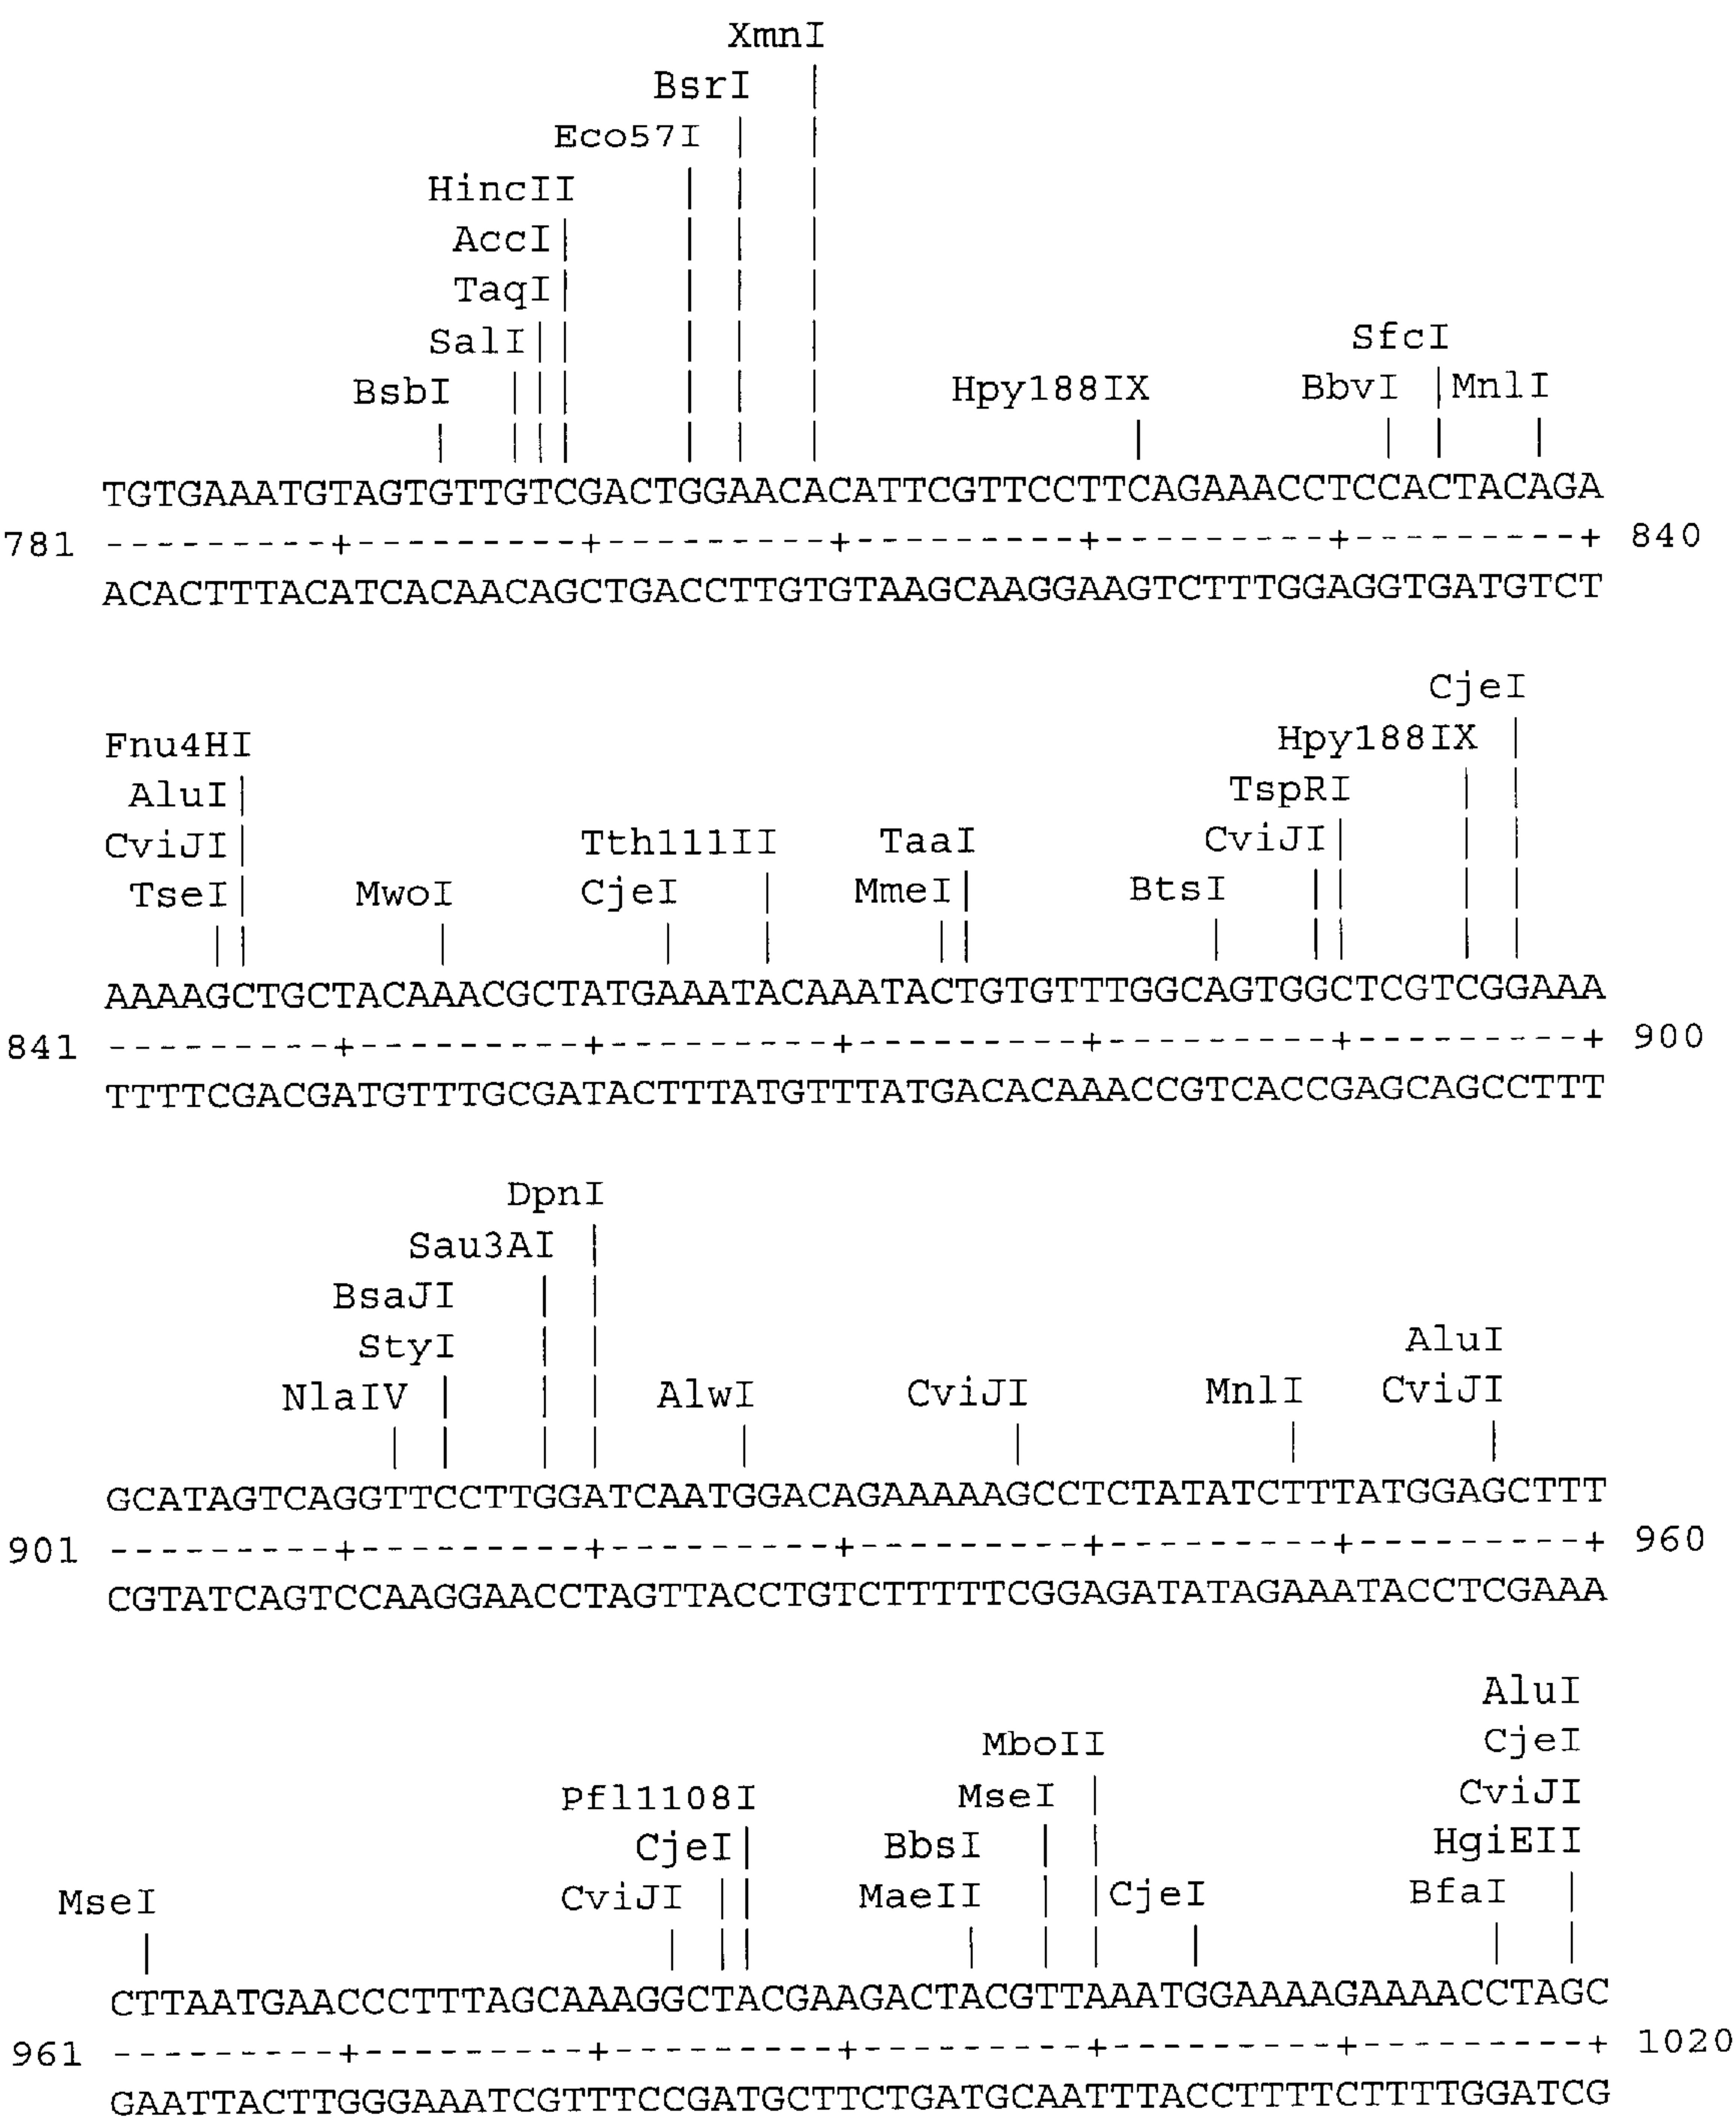 XmnI
BsrI
Eco57I
HincII
AccI
TaqI
SalI
SfcI
BsbI Hpy188IX BbvI MnlI
TGTGAAATGTAGTGTTGTCGACTGGAACACATTCGTTCCTTCAGAAACCTCCACTACAGA
781 ---------+---------+---------+---------+---------+---------+ 840
ACACTTTACATCACAACAGCTGACCTTGTGTAAGCAAGGAAGTCTTTGGAGGTGATGTCT
CjeI
Fnu4HI Hpy188IX
AluI TspRI
CviJI Tth111II TaaI CviJI
TseI MwoI CjeI MmeI BtsI
AAAAGCTGCTACAAACGCTATGAAATACAAATACTGTGTTTGGCAGTGGCTCGTCGGAAA
841 ---------+---------+---------+---------+---------+---------+ 900
TTTTCGACGATGTTTGCGATACTTTATGTTTATGACACAAACCGTCACCGAGCAGCCTTT
DpnI
Sau3AI
BsaJI
StyI AluI
NlaIV AlwI CviJI MnlI CviJI
GCATAGTCAGGTTCCTTGGATCAATGGACAGAAAAAGCCTCTATATCTTTATGGAGCTTT
901 ---------+---------+---------+---------+---------+---------+ 960
CGTATCAGTCCAAGGAACCTAGTTACCTGTCTTTTTCGGAGATATAGAAATACCTCGAAA
AluI
MboII CjeI
Pfl1108I MseI CviJI
CjeI BbsI HgiEII
MseI CviJI MaeII CjeI BfaI
CTTAATGAACCCTTTAGCAAAGGCTACGAAGACTACGTTAAATGGAAAAGAAAACCTAGC
961 ---------+---------+---------+---------+---------+---------+ 1020
GAATTACTTGGGAAATCGTTTCCGATGCTTCTGATGCAATTTACCTTTTCTTTTGGATCG